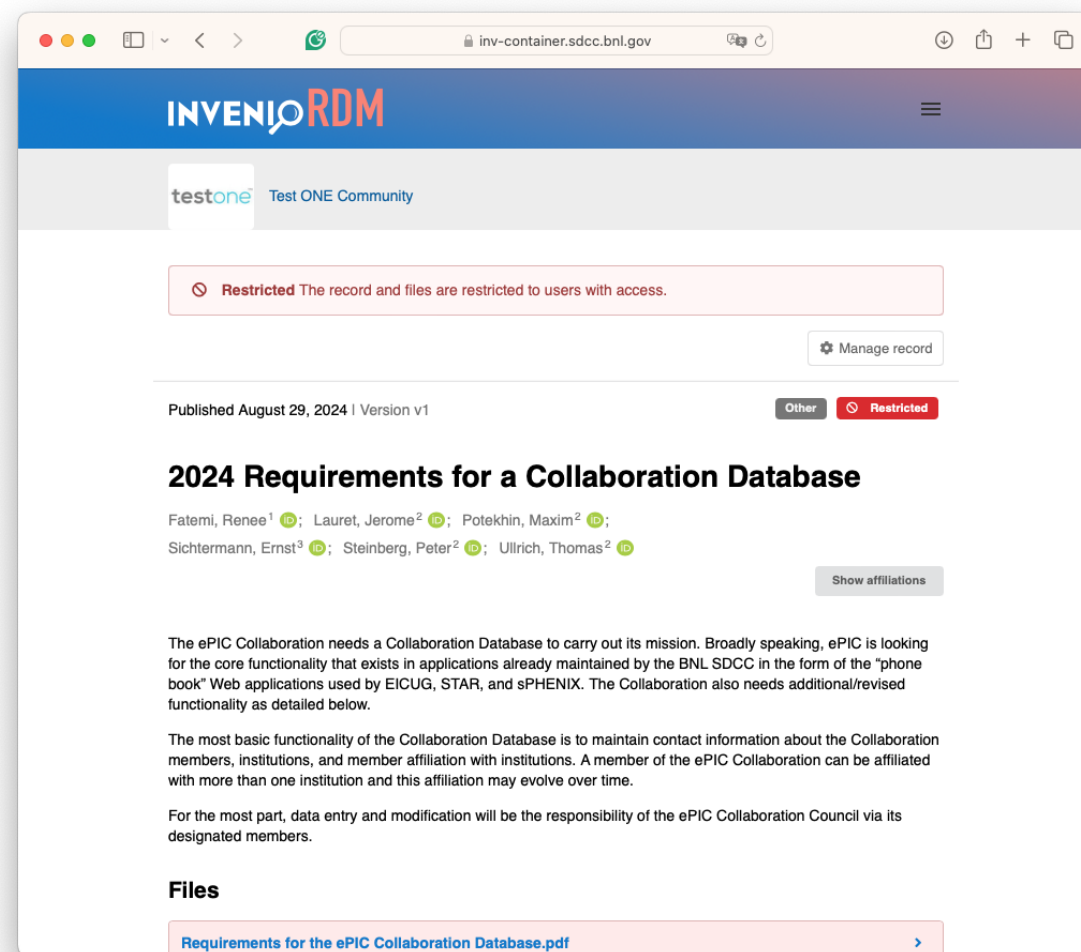 inv-container.sdcc.bnl.gov
INVENIO RDM
testone™ Test ONE Community
Restricted The record and files are restricted to users with access.
Manage record
Published August 29, 2024 | Version v1 Other Restricted
2024 Requirements for a Collaboration Database
Fatemi, Renee1 iD; Lauret, Jerome2 iD; Potekhin, Maxim2 iD;
Sichtermann, Ernst3 iD; Steinberg, Peter2 iD; Ullrich, Thomas2 iD
Show affiliations
The ePIC Collaboration needs a Collaboration Database to carry out its mission. Broadly speaking, ePIC is looking
for the core functionality that exists in applications already maintained by the BNL SDCC in the form of the “phone
book” Web applications used by EICUG, STAR, and sPHENIX. The Collaboration also needs additional/revised
functionality as detailed below.
The most basic functionality of the Collaboration Database is to maintain contact information about the Collaboration
members, institutions, and member affiliation with institutions. A member of the ePIC Collaboration can be affiliated
with more than one institution and this affiliation may evolve over time.
For the most part, data entry and modification will be the responsibility of the ePIC Collaboration Council via its
designated members.
Files
Requirements for the ePIC Collaboration Database.pdf